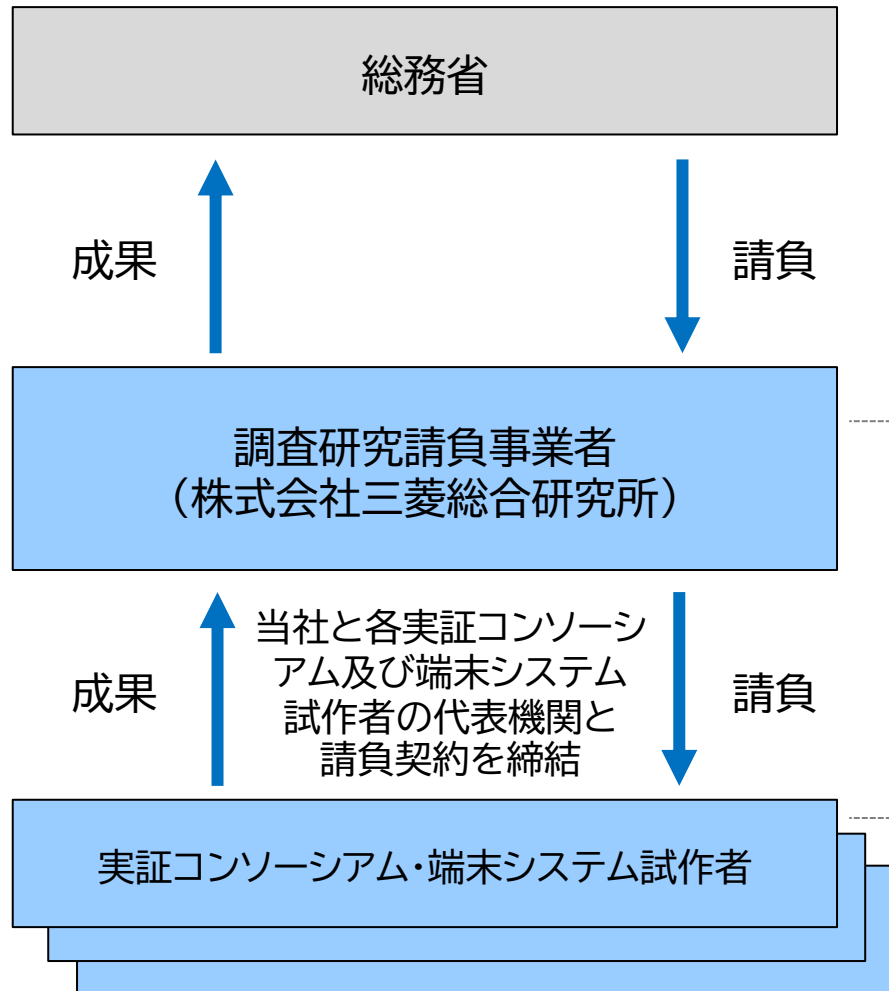 総務省
成果
請負
調査研究請負事業者
（株式会社三菱総合研究所）
成果
当社と各実証コンソーシ
アム及び端末システム
試作者の代表機関と
請負契約を締結
請負
実証コンソーシアム・端末システム試作者